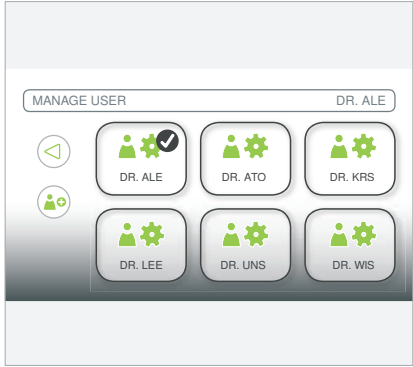 MANAGE USER DR. ALE
DR. ALE DR. ATO DR. KRS
DR. LEE DR. UNS DR. WIS